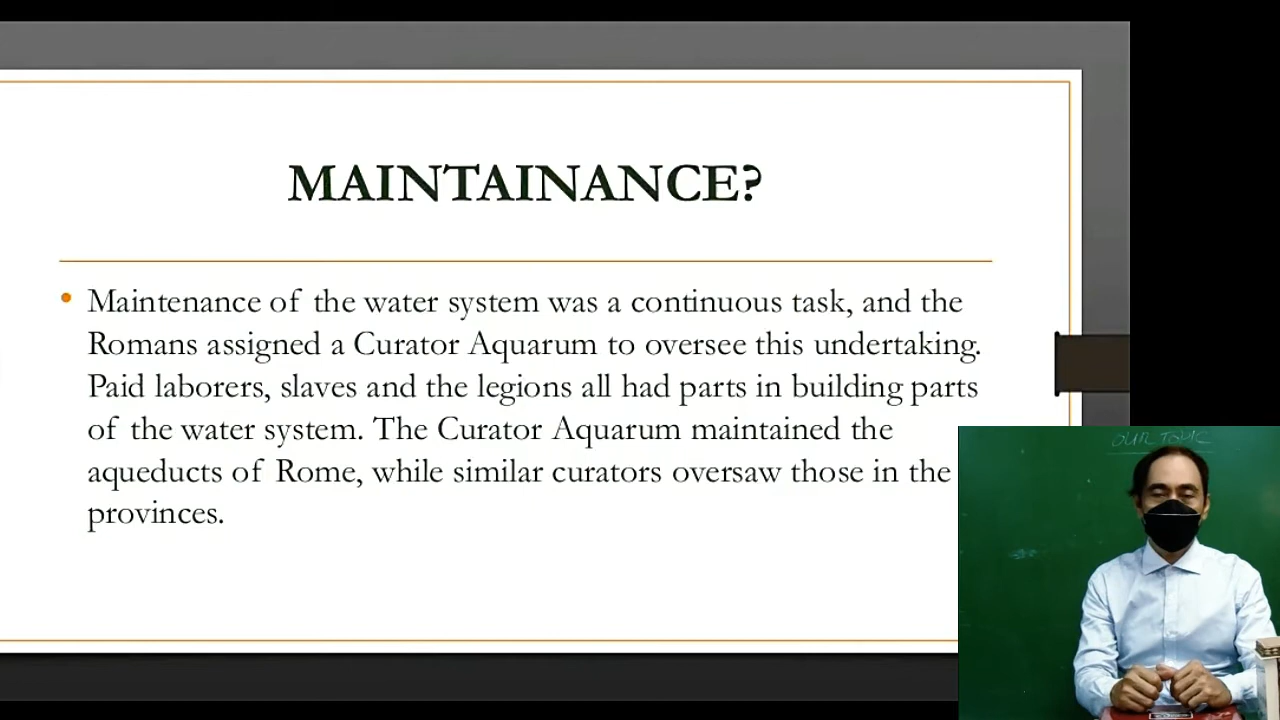 MAINTAINANCE?
Maintenance of the water system was a continuous task, and the
Romans assigned a Curator Aquarum to oversee this undertaking.
Paid laborers, slaves and the legions all had parts in building parts
of the water system. The Curator Aquarum maintained the
aqueducts of Rome, while similar curators oversaw those in the
provinces.
OUR TOPIC